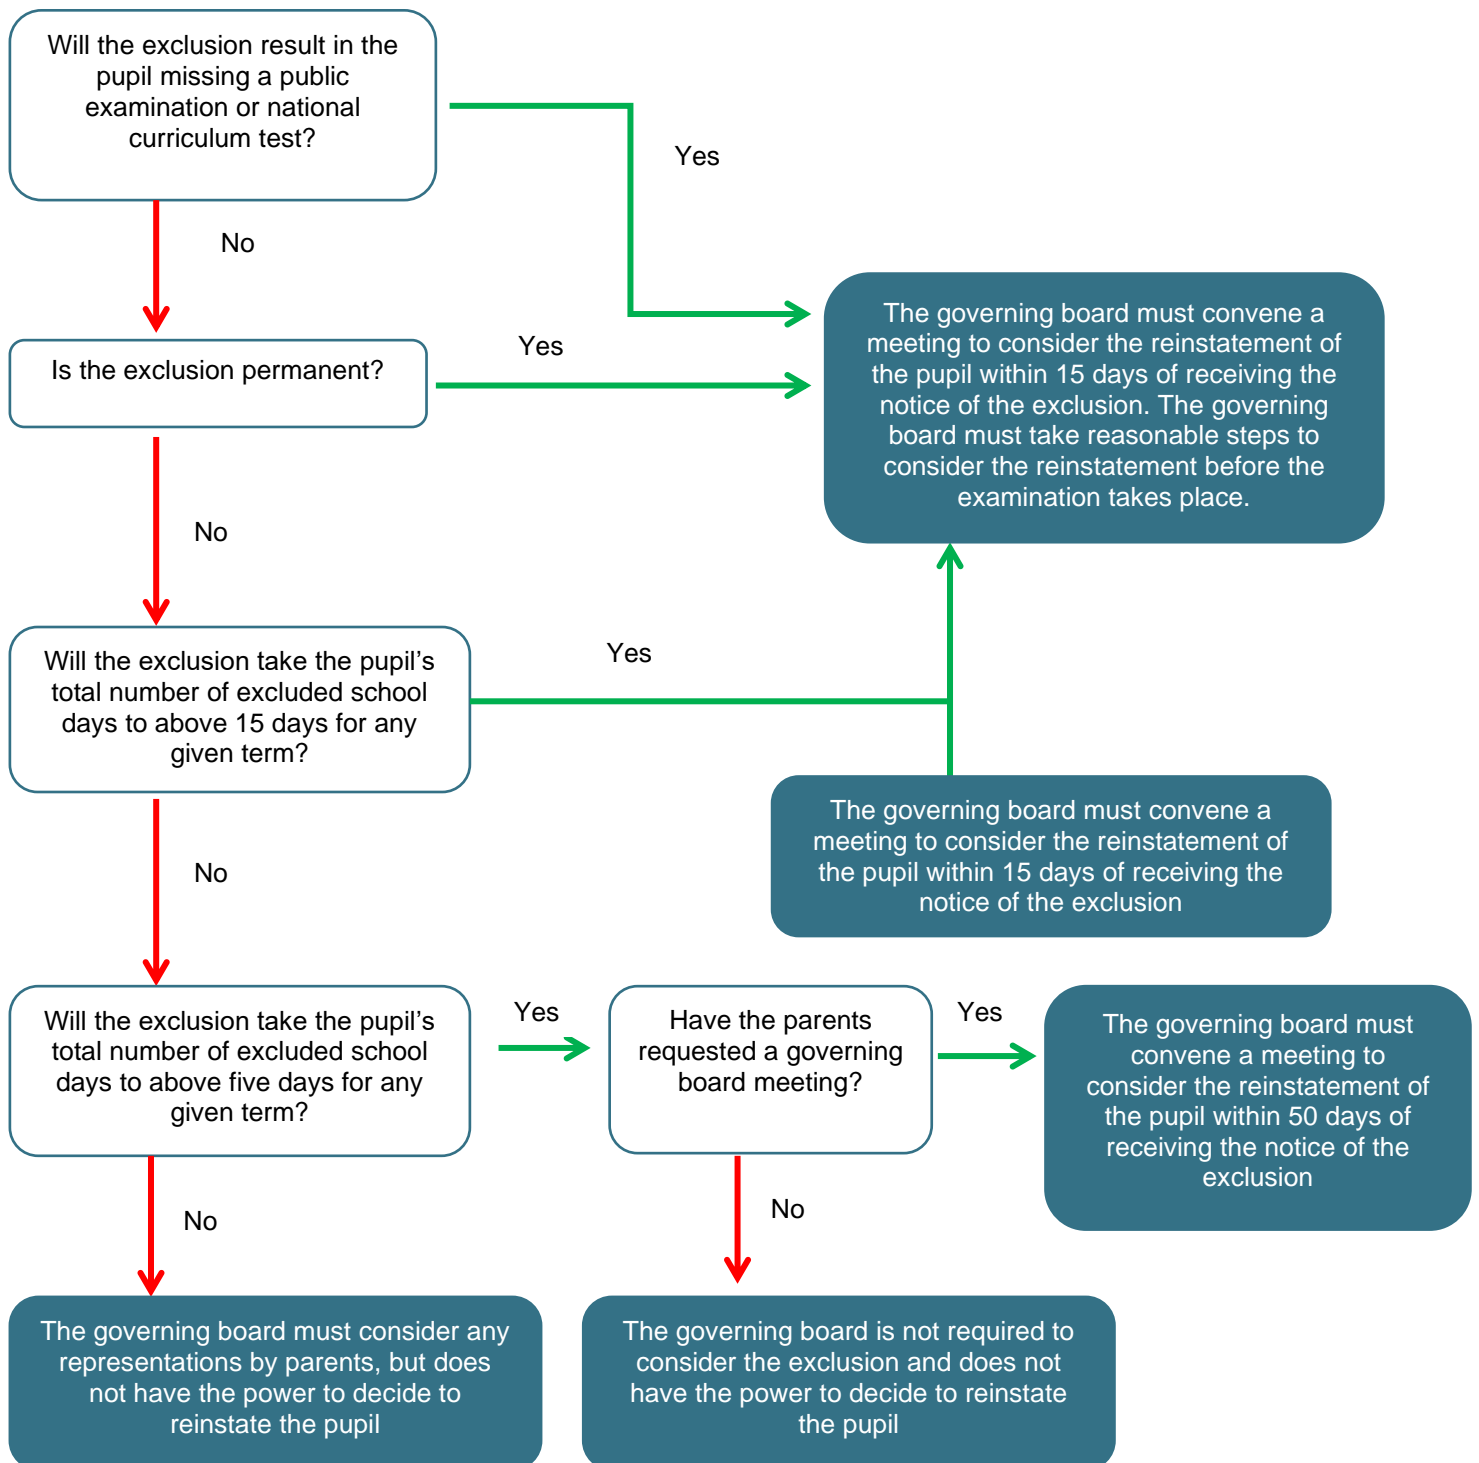 Will the exclusion result in the
pupil missing a public
examination or national
curriculum test?
Yes
No
The governing board must convene a
meeting to consider the reinstatement of
the pupil within 15 days of receiving the
notice of the exclusion. The governing
board must take reasonable steps to
consider the reinstatement before the
examination takes place.
Is the exclusion permanent?
Yes
No
Will the exclusion take the pupil’s
total number of excluded school
days to above 15 days for any
given term?
Yes
The governing board must convene a
meeting to consider the reinstatement of
the pupil within 15 days of receiving the
notice of the exclusion
No
Will the exclusion take the pupil’s
total number of excluded school
days to above five days for any
given term?
Yes
Have the parents
requested a governing
board meeting?
Yes
The governing board must
convene a meeting to
consider the reinstatement of
the pupil within 50 days of
receiving the notice of the
exclusion
No
No
The governing board must consider any
representations by parents, but does
not have the power to decide to
reinstate the pupil
The governing board is not required to
consider the exclusion and does not
have the power to decide to reinstate
the pupil